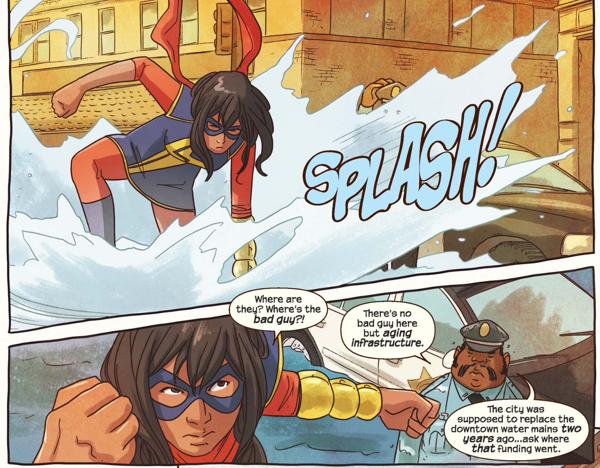 SPLASH!
Where are
they? Where's the
bad guy?!
There's no
bad guy here
but aging
infrastructure.
The city was
supposed to replace the
downtown water mains two
years ago...ask where
that funding went.